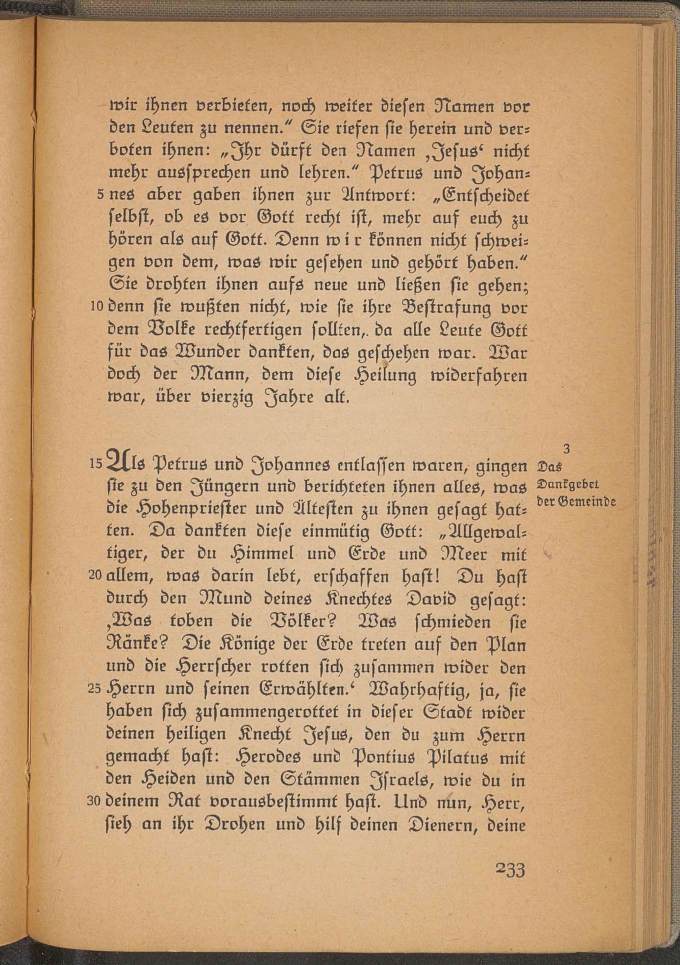 wir ihnen verbieten, noch weiter diesen Namen vor
den Leuten zu nennen.“ Sie riefen sie herein und ver=
boten ihnen: „Ihr dürft den Namen ‚Jesus‘ nicht
mehr aussprechen und lehren.“ Petrus und Johan=
5 nes aber gaben ihnen zur Antwort: „Entscheidet
selbst, ob es vor Gott recht ist, mehr auf euch zu
hören als auf Gott. Denn wir können nicht schwei=
gen von dem, was wir gesehen und gehört haben.“
Sie drohten ihnen aufs neue und ließen sie gehen;
10 denn sie wußten nicht, wie sie ihre Bestrafung vor
dem Volke rechtfertigen sollten, da alle Leute Gott
für das Wunder dankten, das geschehen war. War
doch der Mann, dem diese Heilung widerfahren
war, über vierzig Jahre alt.
3
Das
Dankgebet
der Gemeinde
15 Als Petrus und Johannes entlassen waren, gingen
sie zu den Jüngern und berichteten ihnen alles, was
die Hohenpriester und Ältesten zu ihnen gesagt hat=
ten. Da dankten diese einmütig Gott: „Allgewal=
tiger, der du Himmel und Erde und Meer mit
20 allem, was darin lebt, erschaffen hast! Du hast
durch den Mund deines Knechtes David gesagt:
‚Was toben die Völker? Was schmieden sie
Ränke? Die Könige der Erde treten auf den Plan
und die Herrscher rotten sich zusammen wider den
25 Herrn und seinen Erwählten.‘ Wahrhaftig, ja, sie
haben sich zusammengerottet in dieser Stadt wider
deinen heiligen Knecht Jesus, den du zum Herrn
gemacht hast: Herodes und Pontius Pilatus mit
den Heiden und den Stämmen Israels, wie du in
30 deinem Rat vorausbestimmt hast. Und nun, Herr,
sieh an ihr Drohen und hilf deinen Dienern, deine
233